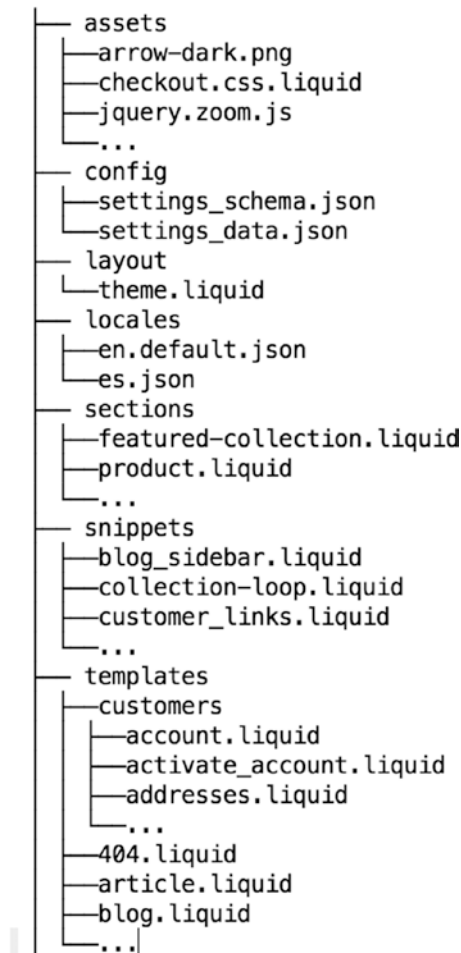 assets
arrow-dark.png
checkout.css.liquid
jquery.zoom.js
...
config
settings_schema.json
settings_data.json
layout
theme.liquid
locales
en.default.json
es.json
sections
featured-collection.liquid
product.liquid
...
snippets
blog_sidebar.liquid
collection-loop.liquid
customer_links.liquid
...
templates
customers
account.liquid
activate_account.liquid
addresses.liquid
...
404.liquid
article.liquid
blog.liquid
...